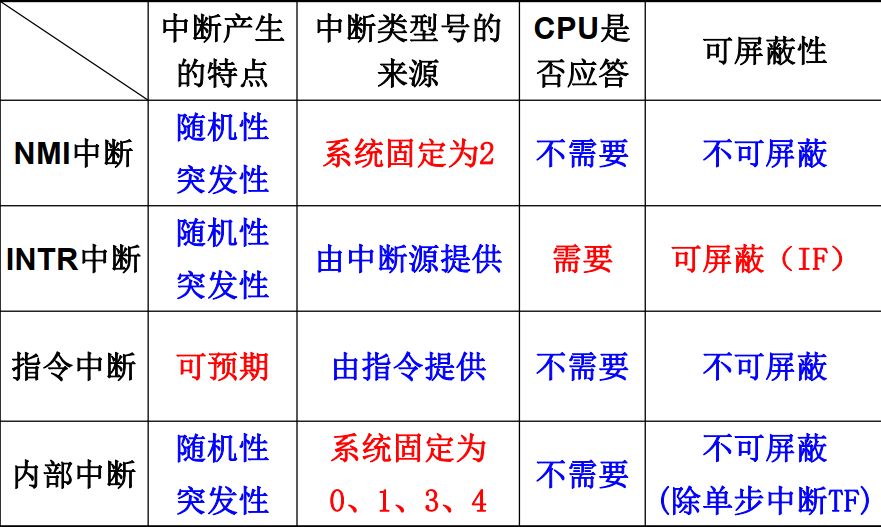 中断产生
的特点
中断类型号的
来源
CPU是
否应答
可屏蔽性
NMI中断
随机性
突发性
系统固定为2
不需要
不可屏蔽
INTR中断
随机性
突发性
由中断源提供
需要
可屏蔽（IF）
指令中断
可预期
由指令提供
不需要
不可屏蔽
内部中断
随机性
突发性
系统固定为
0、1、3、4
不需要
不可屏蔽
(除单步中断TF)